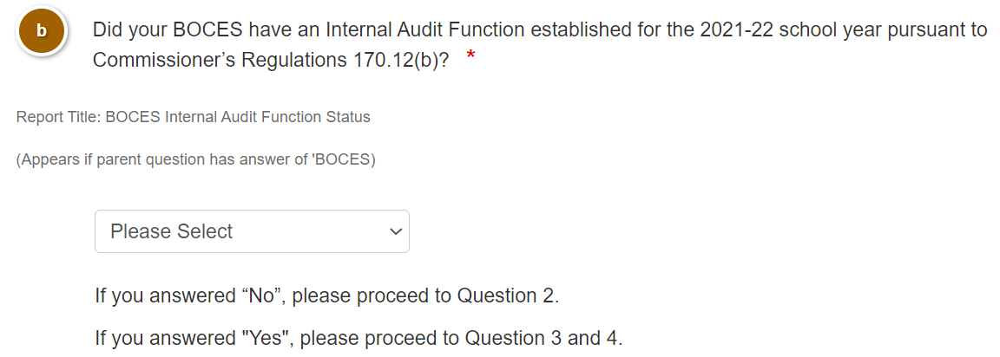 b
Did your BOCES have an Internal Audit Function established for the 2021-22 school year pursuant to
Commissioner’s Regulations 170.12(b)? *
Report Title: BOCES Internal Audit Function Status
(Appears if parent question has answer of 'BOCES)
Please Select
If you answered “No”, please proceed to Question 2.
If you answered "Yes", please proceed to Question 3 and 4.